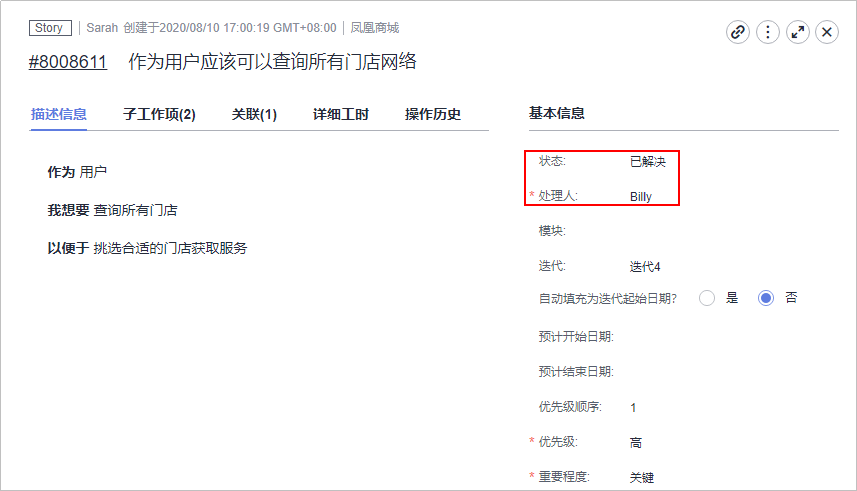 Story Sarah 创建于2020/08/10 17:00:19 GMT+08:00 凤凰商城
#8008611 作为用户应该可以查询所有门店网络
描述信息 子工作项(2) 关联(1) 详细工时 操作历史
作为 用户
我想要 查询所有门店
以便于 挑选合适的门店获取服务
基本信息
状态: 已解决
* 处理人: Billy
模块:
迭代: 迭代4
自动填充为迭代起始日期? 是 否
预计开始日期:
预计结束日期:
优先级顺序: 1
* 优先级: 高
* 重要程度: 关键